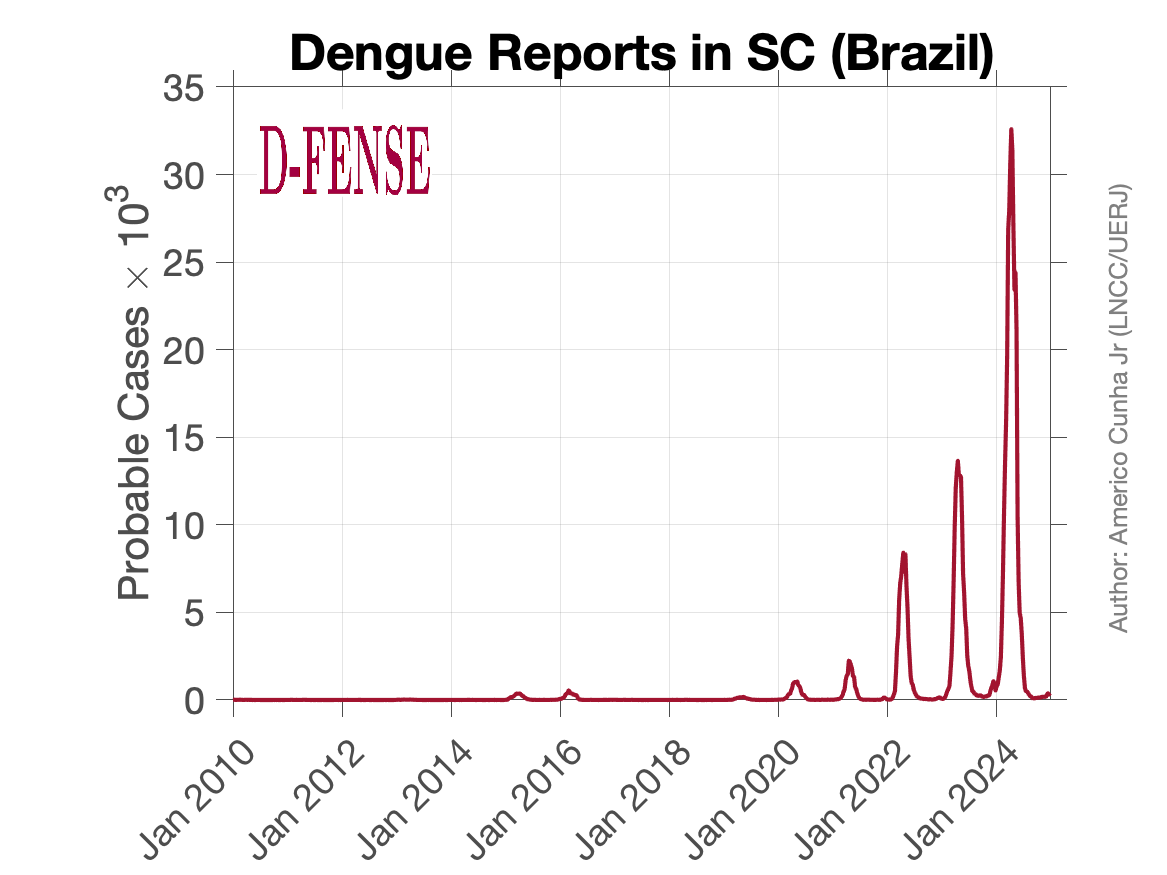 Dengue Reports in SC (Brazil)
D-FENSE
Probable Cases × 10³
35
30
25
20
15
10
5
0
Jan 2010
Jan 2012
Jan 2014
Jan 2016
Jan 2018
Jan 2020
Jan 2022
Jan 2024
Author: Americo Cunha Jr (LNCC/UERJ)